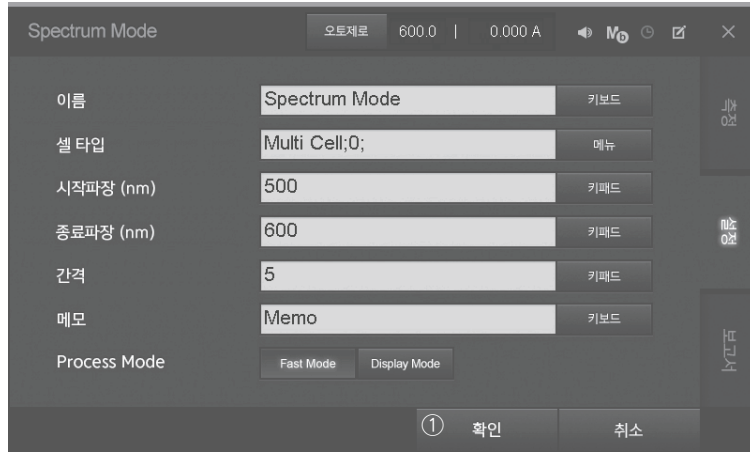 Spectrum Mode 오토제로 600.0 | 0.000 A MD
이름 Spectrum Mode 키보드
셀 타입 Multi Cell;0; 메뉴
시작파장 (nm) 500 키패드
종료파장 (nm) 600 키패드
간격 5 키패드
메모 Memo 키보드
Process Mode Fast Mode Display Mode
① 확인 취소
측정
설정
보고서